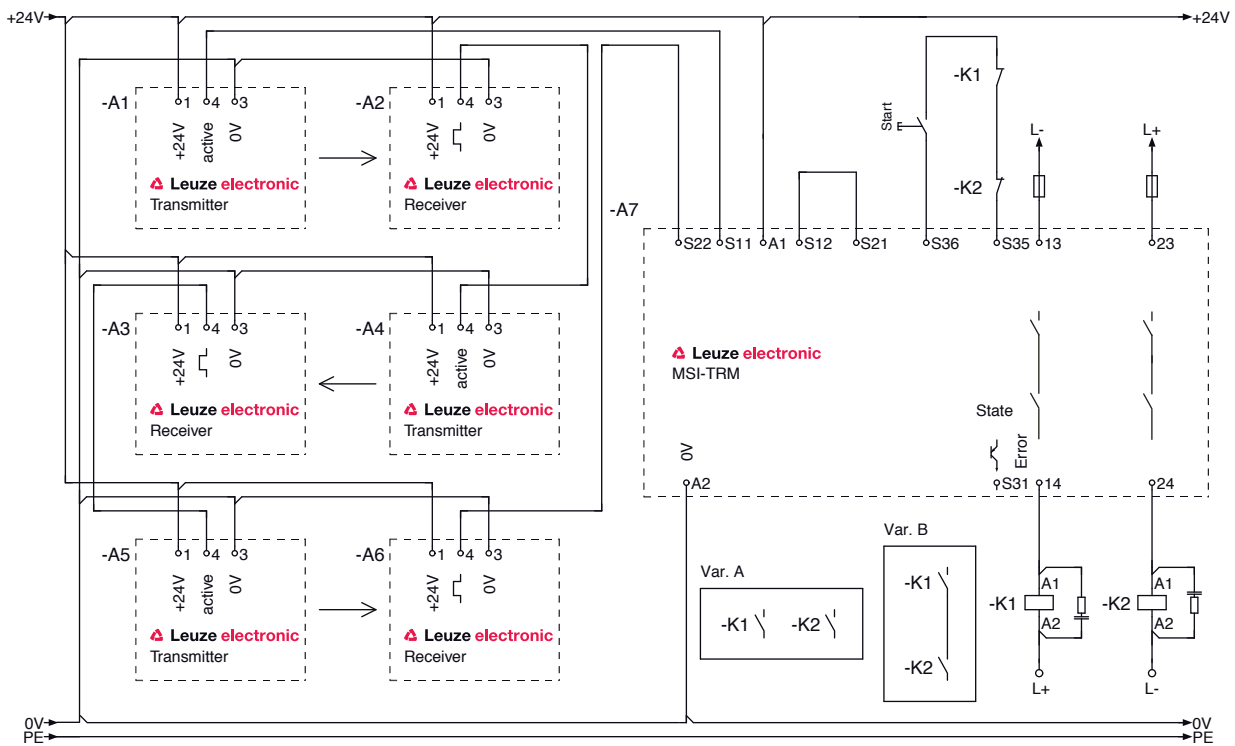 +24V
+24V
-A1
1
4
3
+24V
active
0V
Leuze electronic
Transmitter
-A2
1
4
3
+24V
0V
Leuze electronic
Receiver
-A3
1
4
3
+24V
0V
Leuze electronic
Receiver
-A4
1
4
3
+24V
active
0V
Leuze electronic
Transmitter
-A5
1
4
3
+24V
active
0V
Leuze electronic
Transmitter
-A6
1
4
3
+24V
0V
Leuze electronic
Receiver
Start
-K1
-K2
L-
L+
-A7
S22
S11
A1
S12
S21
S36
S35
13
23
Leuze electronic
MSI-TRM
State
Error
0V
A2
S31
14
24
Var. A
-K1
-K2
Var. B
-K1
-K2
-K1
A1
A2
L+
-K2
A1
A2
L-
0V
0V
PE
PE